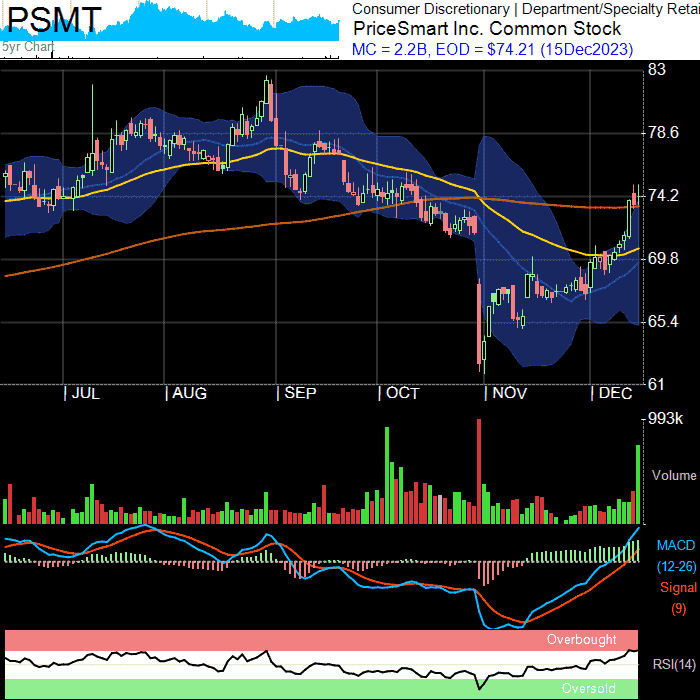 PSMT
5yr Chart
Consumer Discretionary | Department/Specialty Retai
PriceSmart Inc. Common Stock
MC = 2.2B, EOD = $74.21 (15Dec2023)
83
78.6
74.2
69.8
65.4
61
| JUL | AUG | SEP | OCT | NOV | DEC
993k
Volume
MACD
(12-26)
Signal
(9)
Overbought
RSI(14)
Oversold